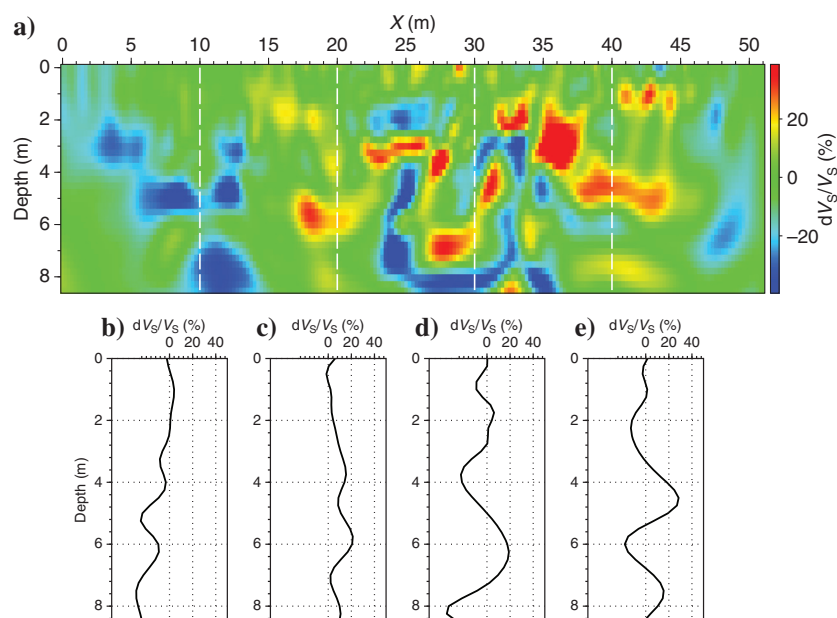 a)
X (m)
0 5 10 15 20 25 30 35 40 45 50
Depth (m)
0
2
4
6
8
20
0
–20
dVS/VS (%)
b) c) d) e)
dVS/VS (%) dVS/VS (%) dVS/VS (%) dVS/VS (%)
0 20 40 0 20 40 0 20 40 0 20 40
0 0 0 0
2 2 2 2
Depth (m)
4 4 4 4
6 6 6 6
8 8 8 8